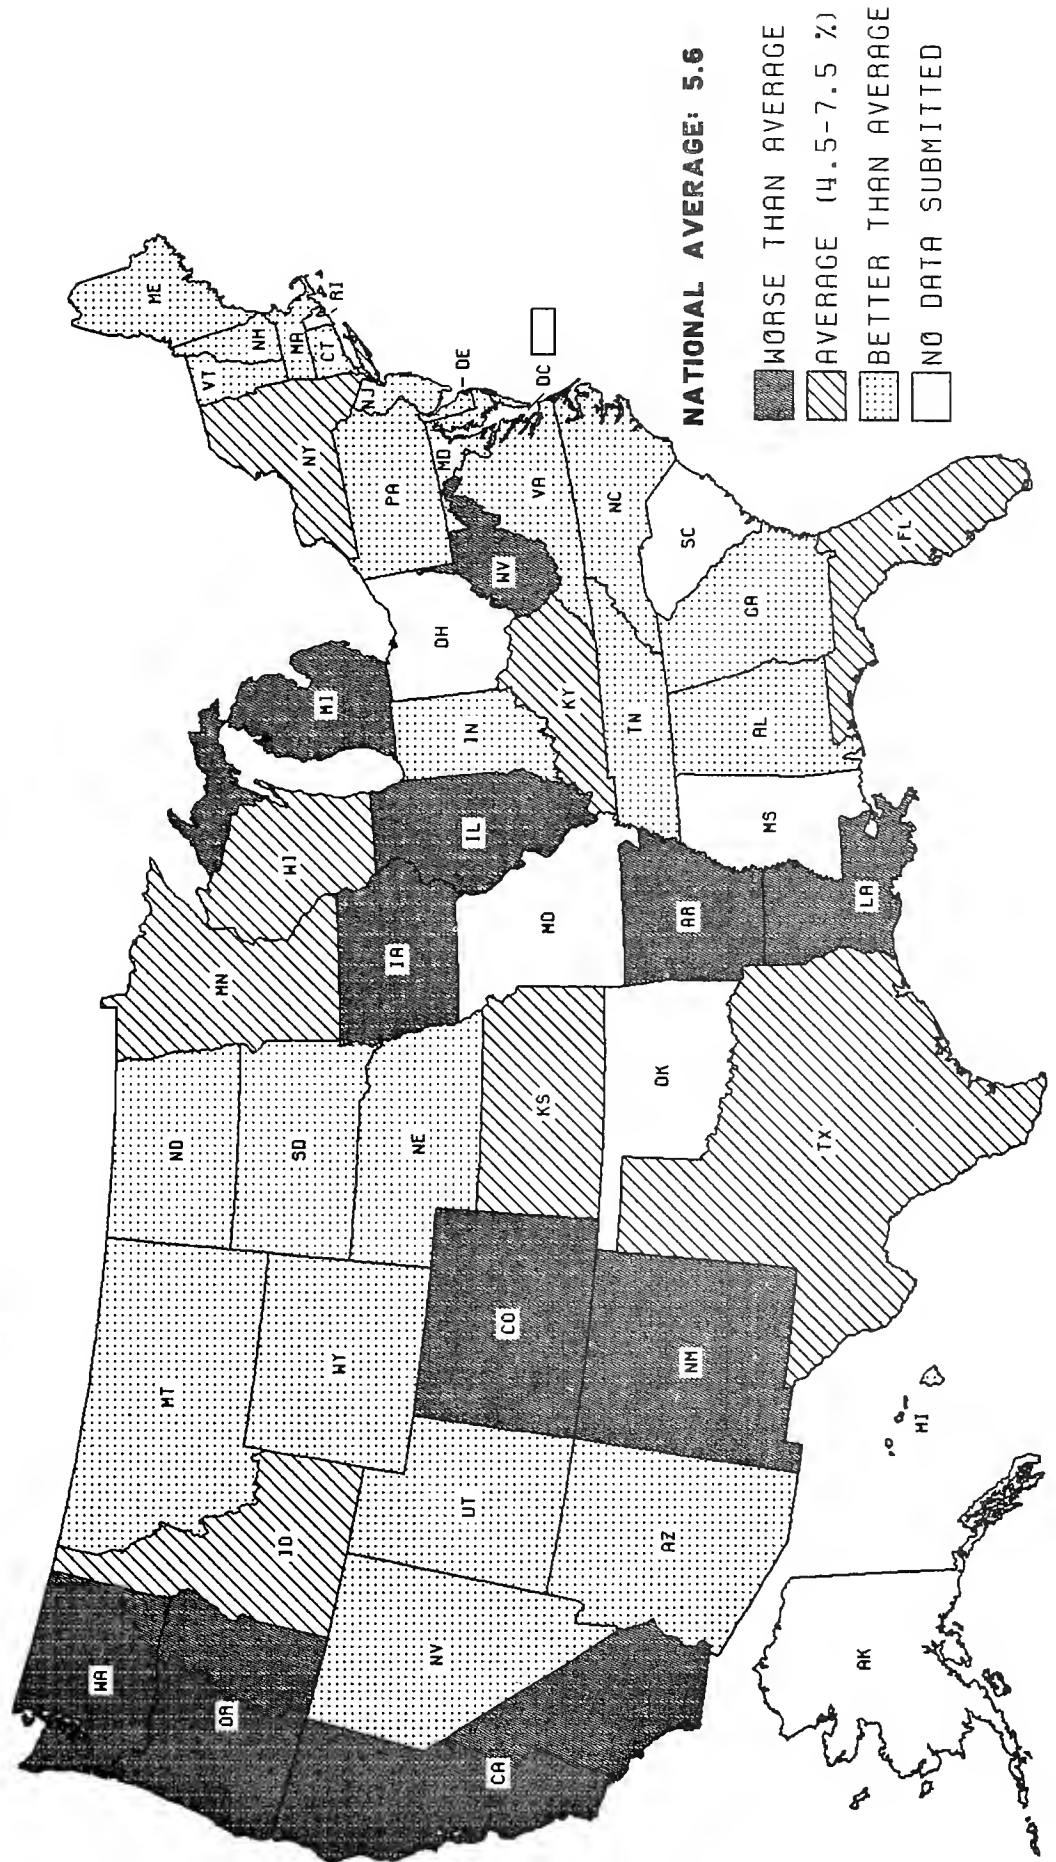 WA
MT
ND
MN
ME
VT
NH
OR
ID
SD
WI
MI
NY
MA
CT
RI
WY
NE
IA
PA
NJ
NV
UT
CO
KS
IL
IN
OH
MD
DE
CA
MO
WV
VA
DC
KY
AZ
NM
OK
AR
TN
NC
TX
LA
MS
AL
GA
SC
FL
AK
HI
NATIONAL AVERAGE: 5.6
WORSE THAN AVERAGE
AVERAGE (4.5-7.5 %)
BETTER THAN AVERAGE
NO DATA SUBMITTED